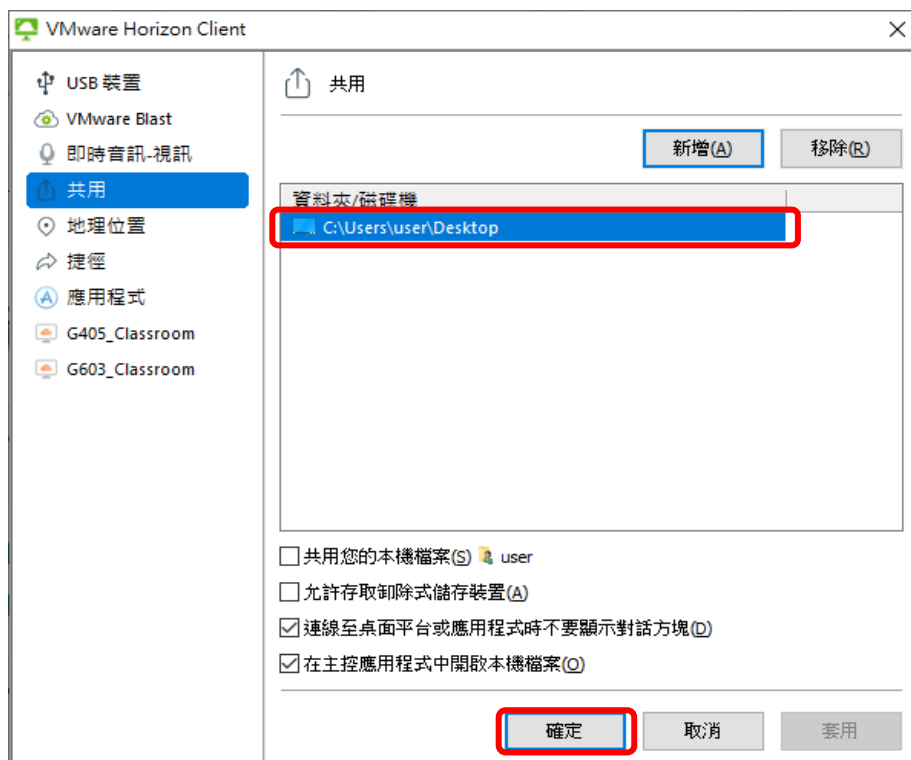 VMware Horizon Client
USB 裝置
VMware Blast
即時音訊-視訊
共用
地理位置
捷徑
應用程式
G405_Classroom
G603_Classroom
共用
新增(A)
移除(R)
資料夾/磁碟機
C:\Users\user\Desktop
共用您的本機檔案(S) user
允許存取卸除式儲存裝置(A)
連線至桌面平台或應用程式時不要顯示對話方塊(D)
在主控應用程式中開啟本機檔案(O)
確定
取消
套用